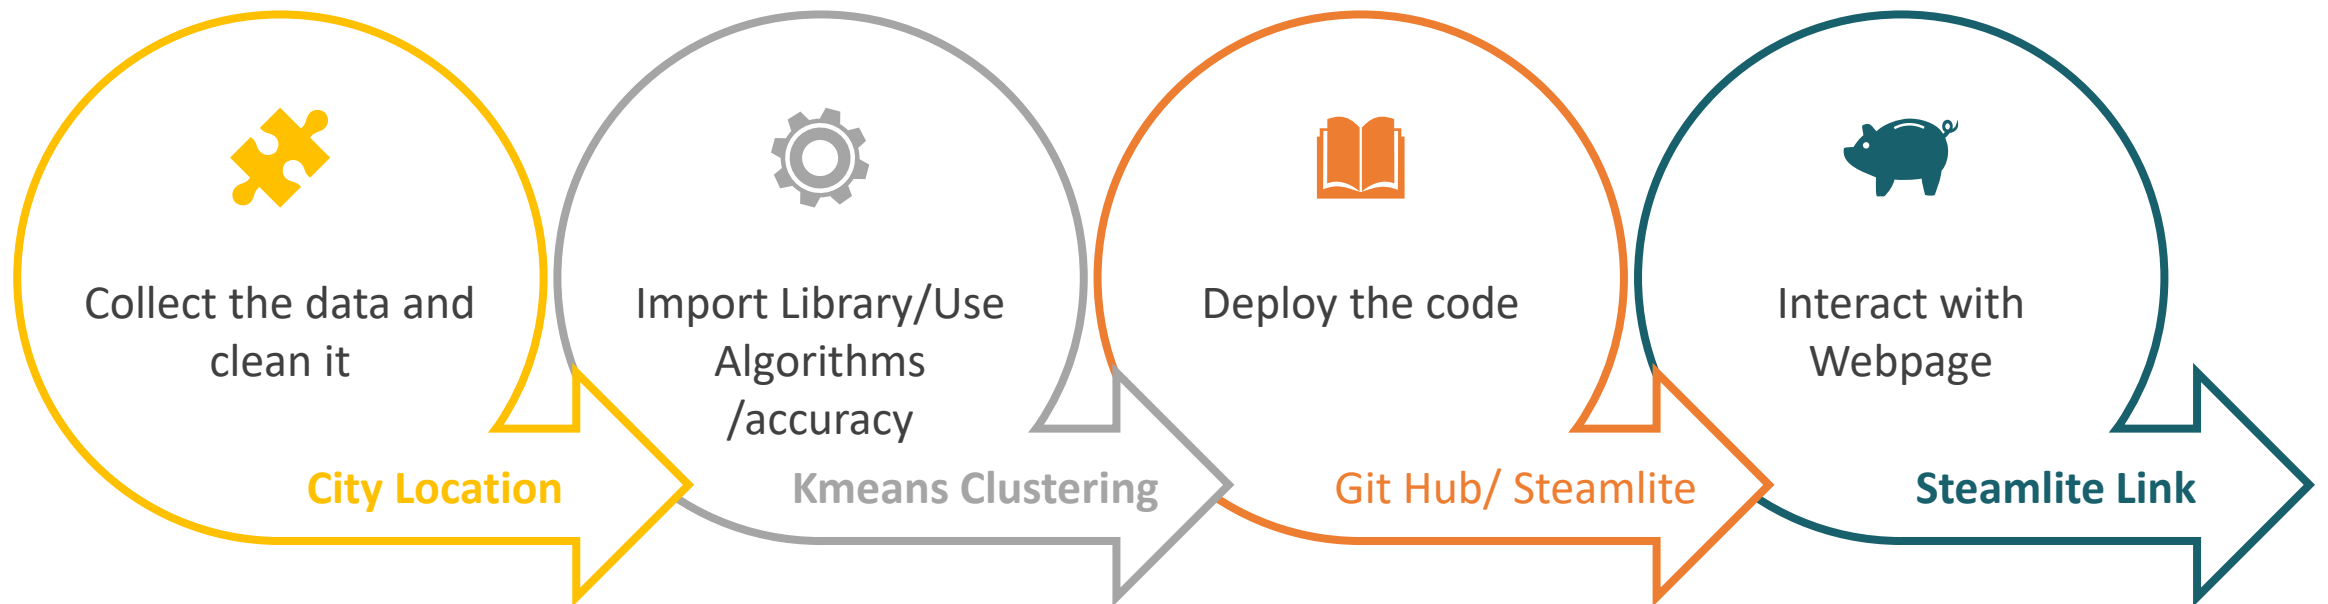 Collect the data and
clean it
City Location
Import Library/Use
Algorithms
/accuracy
Kmeans Clustering
Deploy the code
Git Hub/ Steamlite
Interact with
Webpage
Steamlite Link